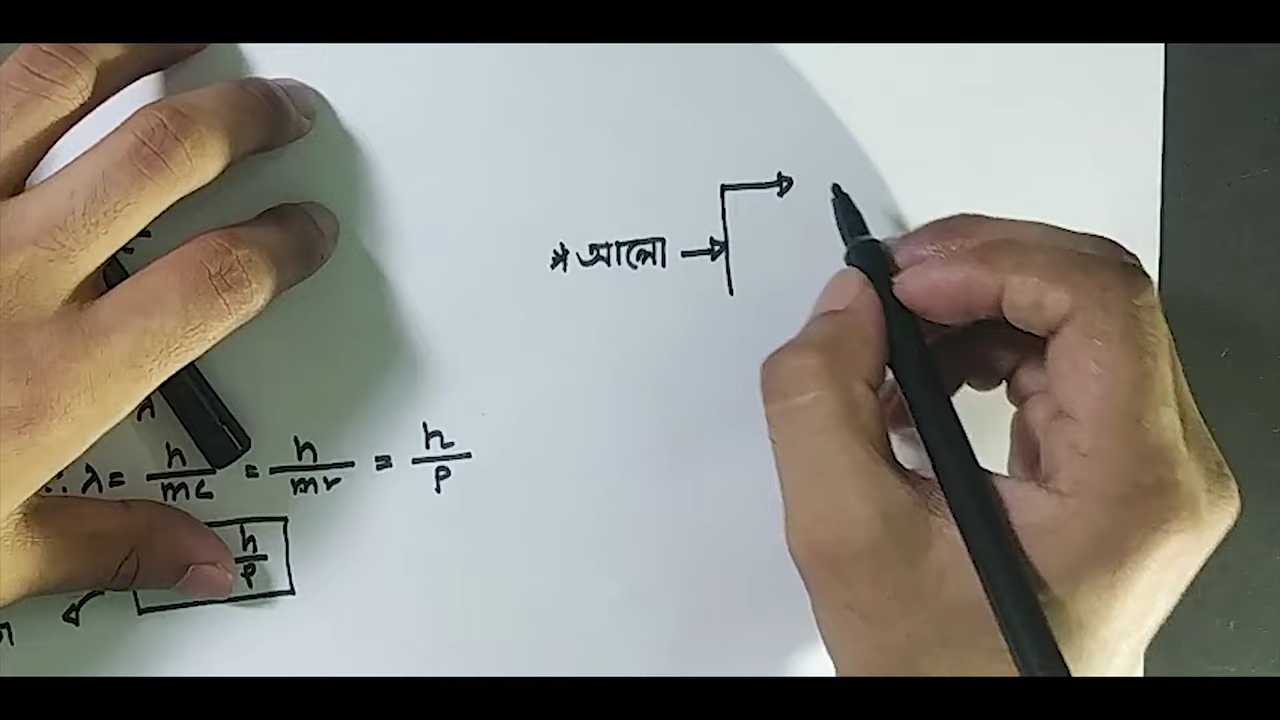 * আলো →
∴ λ = h/mc = h/mv = h/p
h/p